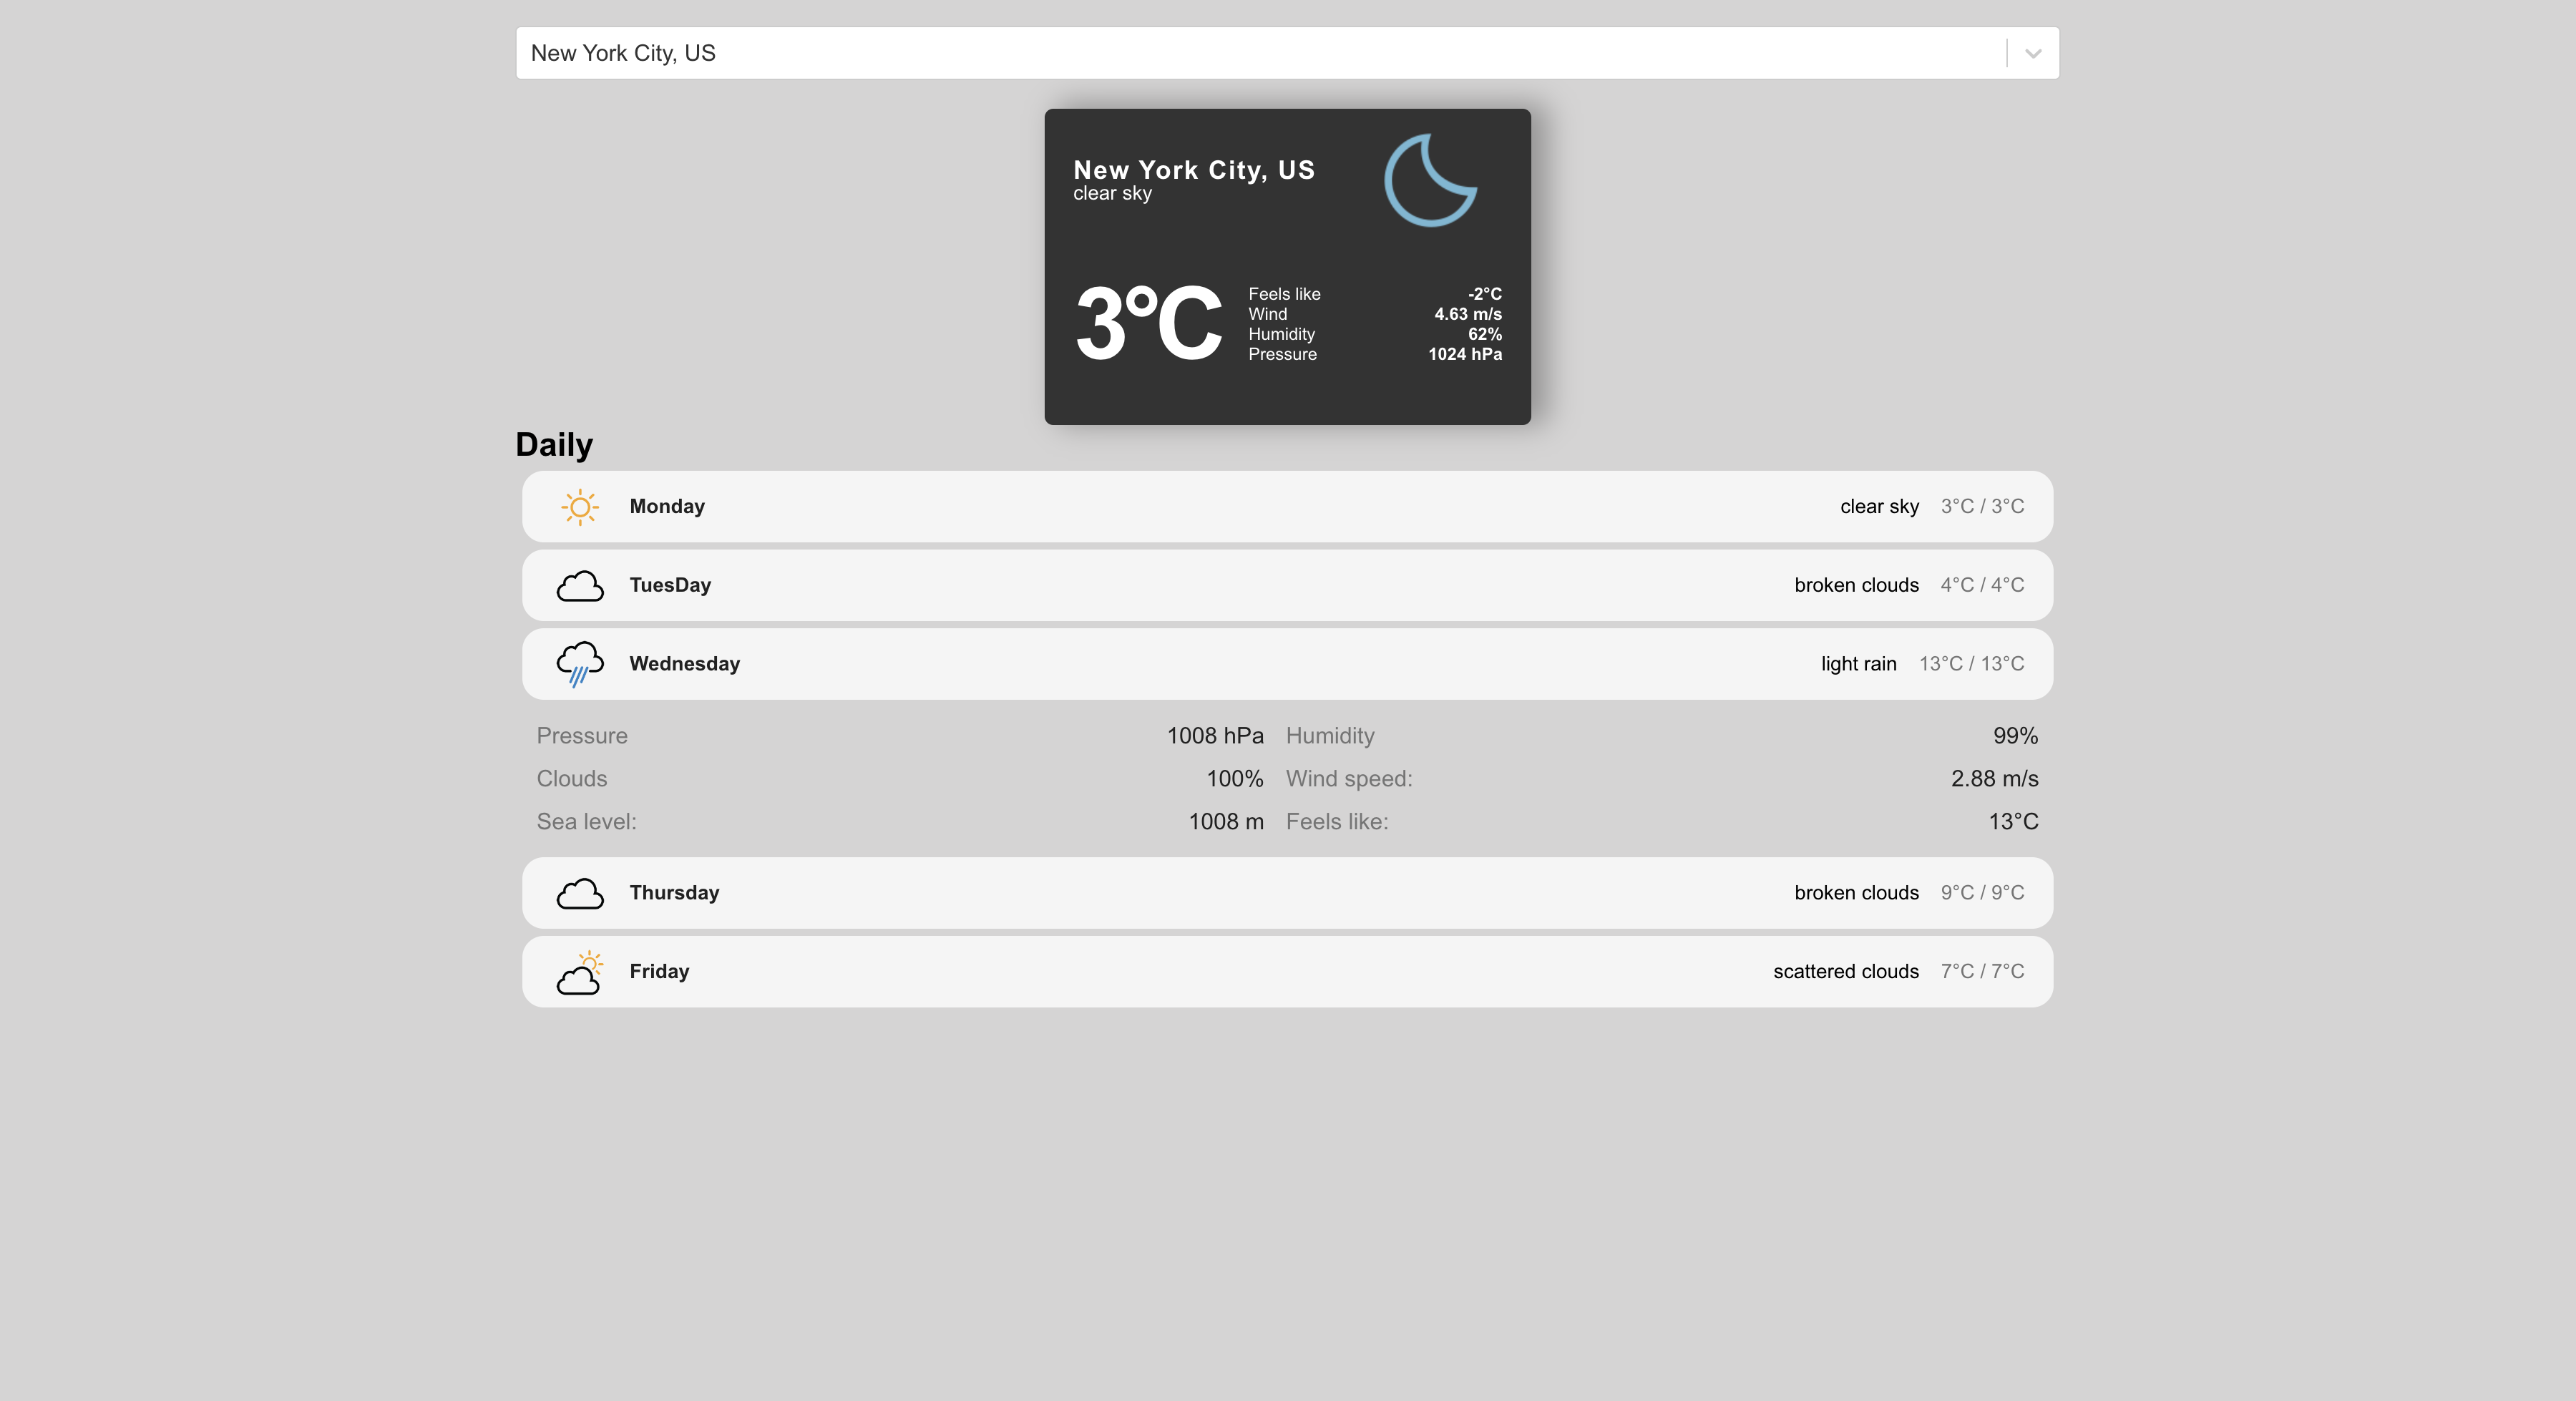 New York City, US
New York City, US
clear sky
3°C
Feels like -2°C
Wind 4.63 m/s
Humidity 62%
Pressure 1024 hPa
Daily
Monday clear sky 3°C / 3°C
TuesDay broken clouds 4°C / 4°C
Wednesday light rain 13°C / 13°C
Pressure 1008 hPa Humidity 99%
Clouds 100% Wind speed: 2.88 m/s
Sea level: 1008 m Feels like: 13°C
Thursday broken clouds 9°C / 9°C
Friday scattered clouds 7°C / 7°C